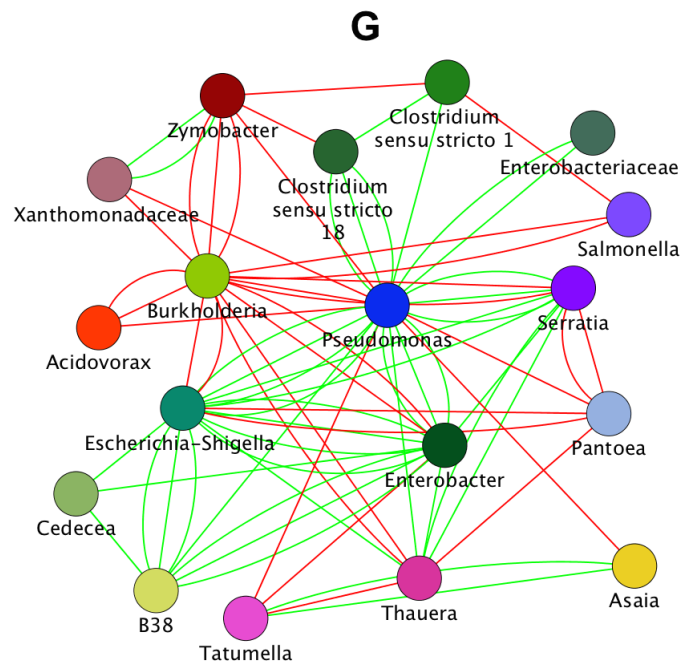 G
Zymobacter
Clostridium
sensu stricto 1
Enterobacteriaceae
Clostridium
sensu stricto
18
Xanthomonadaceae
Salmonella
Burkholderia
Pseudomonas
Serratia
Acidovorax
Escherichia-Shigella
Pantoea
Enterobacter
Cedecea
B38
Tatumella
Thauera
Asaia